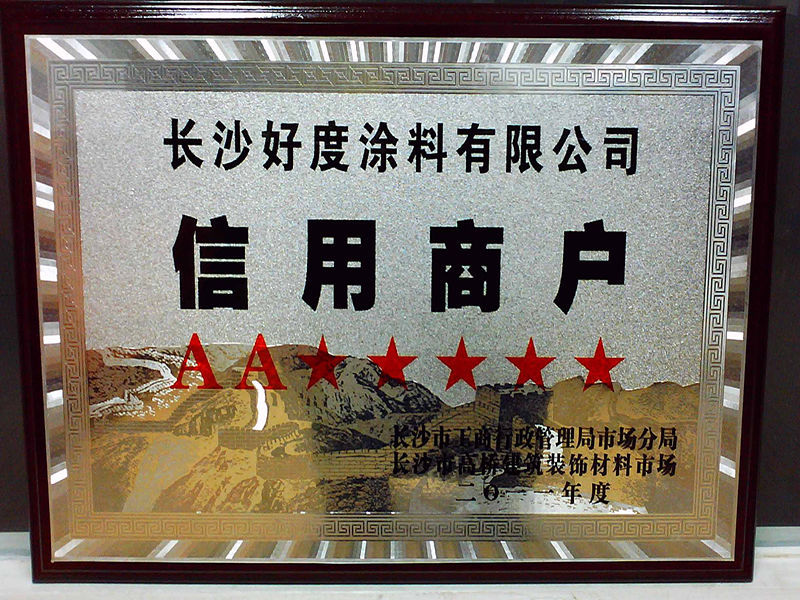 长沙好度涂料有限公司
信用商户
AA★★★★★
长沙市工商行政管理局市场分局
长沙市高桥建筑装饰材料市场
二〇一一年度